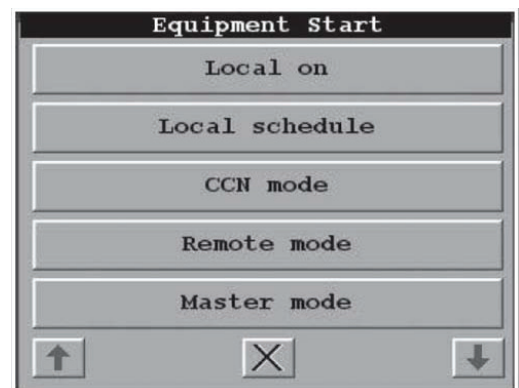 Equipment Start
Local on
Local schedule
CCN mode
Remote mode
Master mode